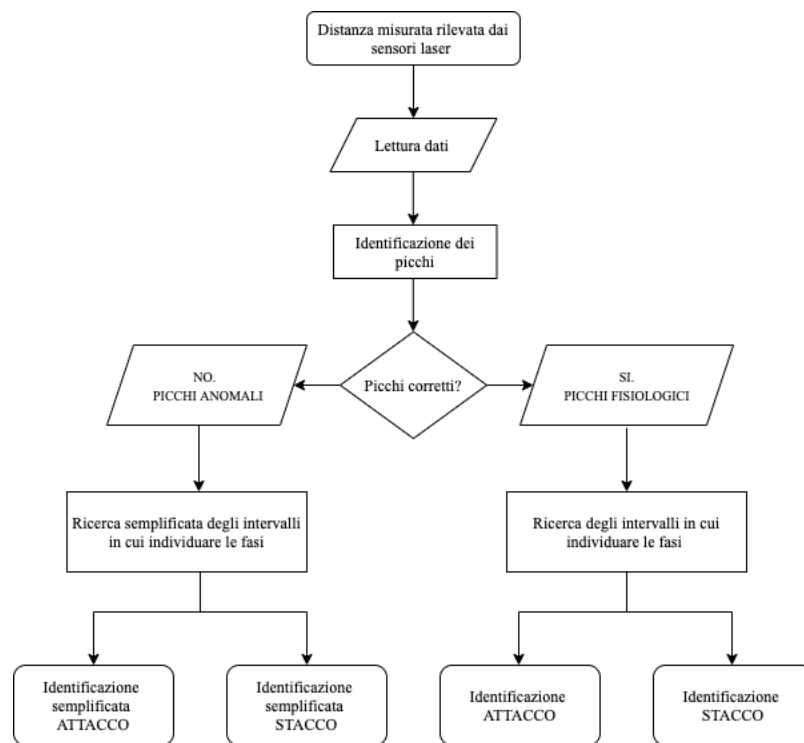 Distanza misurata rilevata dai
sensori laser
Lettura dati
Identificazione dei
picchi
Picchi corretti?
NO.
PICCHI ANOMALI
SI.
PICCHI FISIOLOGICI
Ricerca semplificata degli intervalli
in cui individuare le fasi
Ricerca degli intervalli in cui
individuare le fasi
Identificazione
semplificata
ATTACCO
Identificazione
semplificata
STACCO
Identificazione
ATTACCO
Identificazione
STACCO